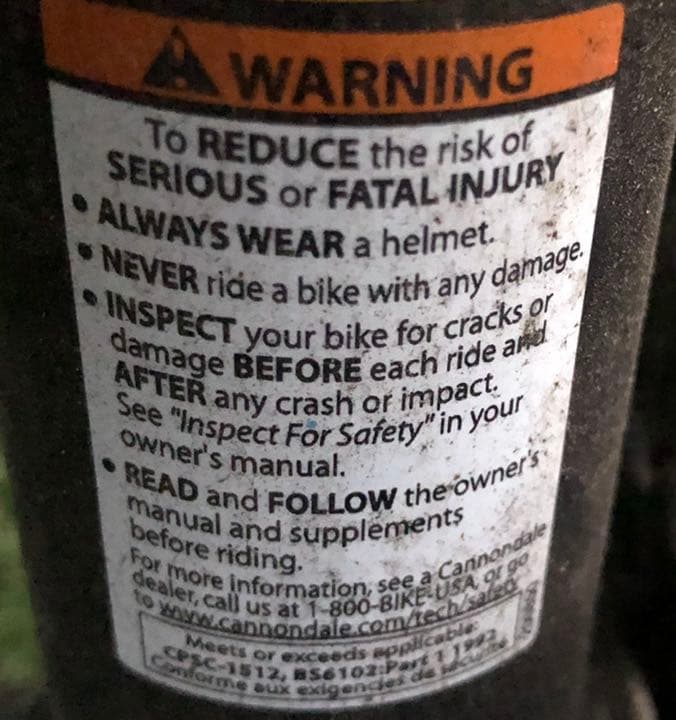 WARNING
To REDUCE the risk of
SERIOUS or FATAL INJURY
• ALWAYS WEAR a helmet.
• NEVER ride a bike with any damage.
• INSPECT your bike for cracks or
damage BEFORE each ride and
AFTER any crash or impact.
See "Inspect For Safety" in your
owner's manual.
• READ and FOLLOW the owner's
manual and supplements
before riding.
For more information, see a Cannondale
dealer, call us at 1-800-BIKE-USA, or go
to www.cannondale.com/tech/safety
Meets or exceeds applicable
CPSC-1512, BS6102:Part 1 1992
Conforme aux exigencies de sécurité